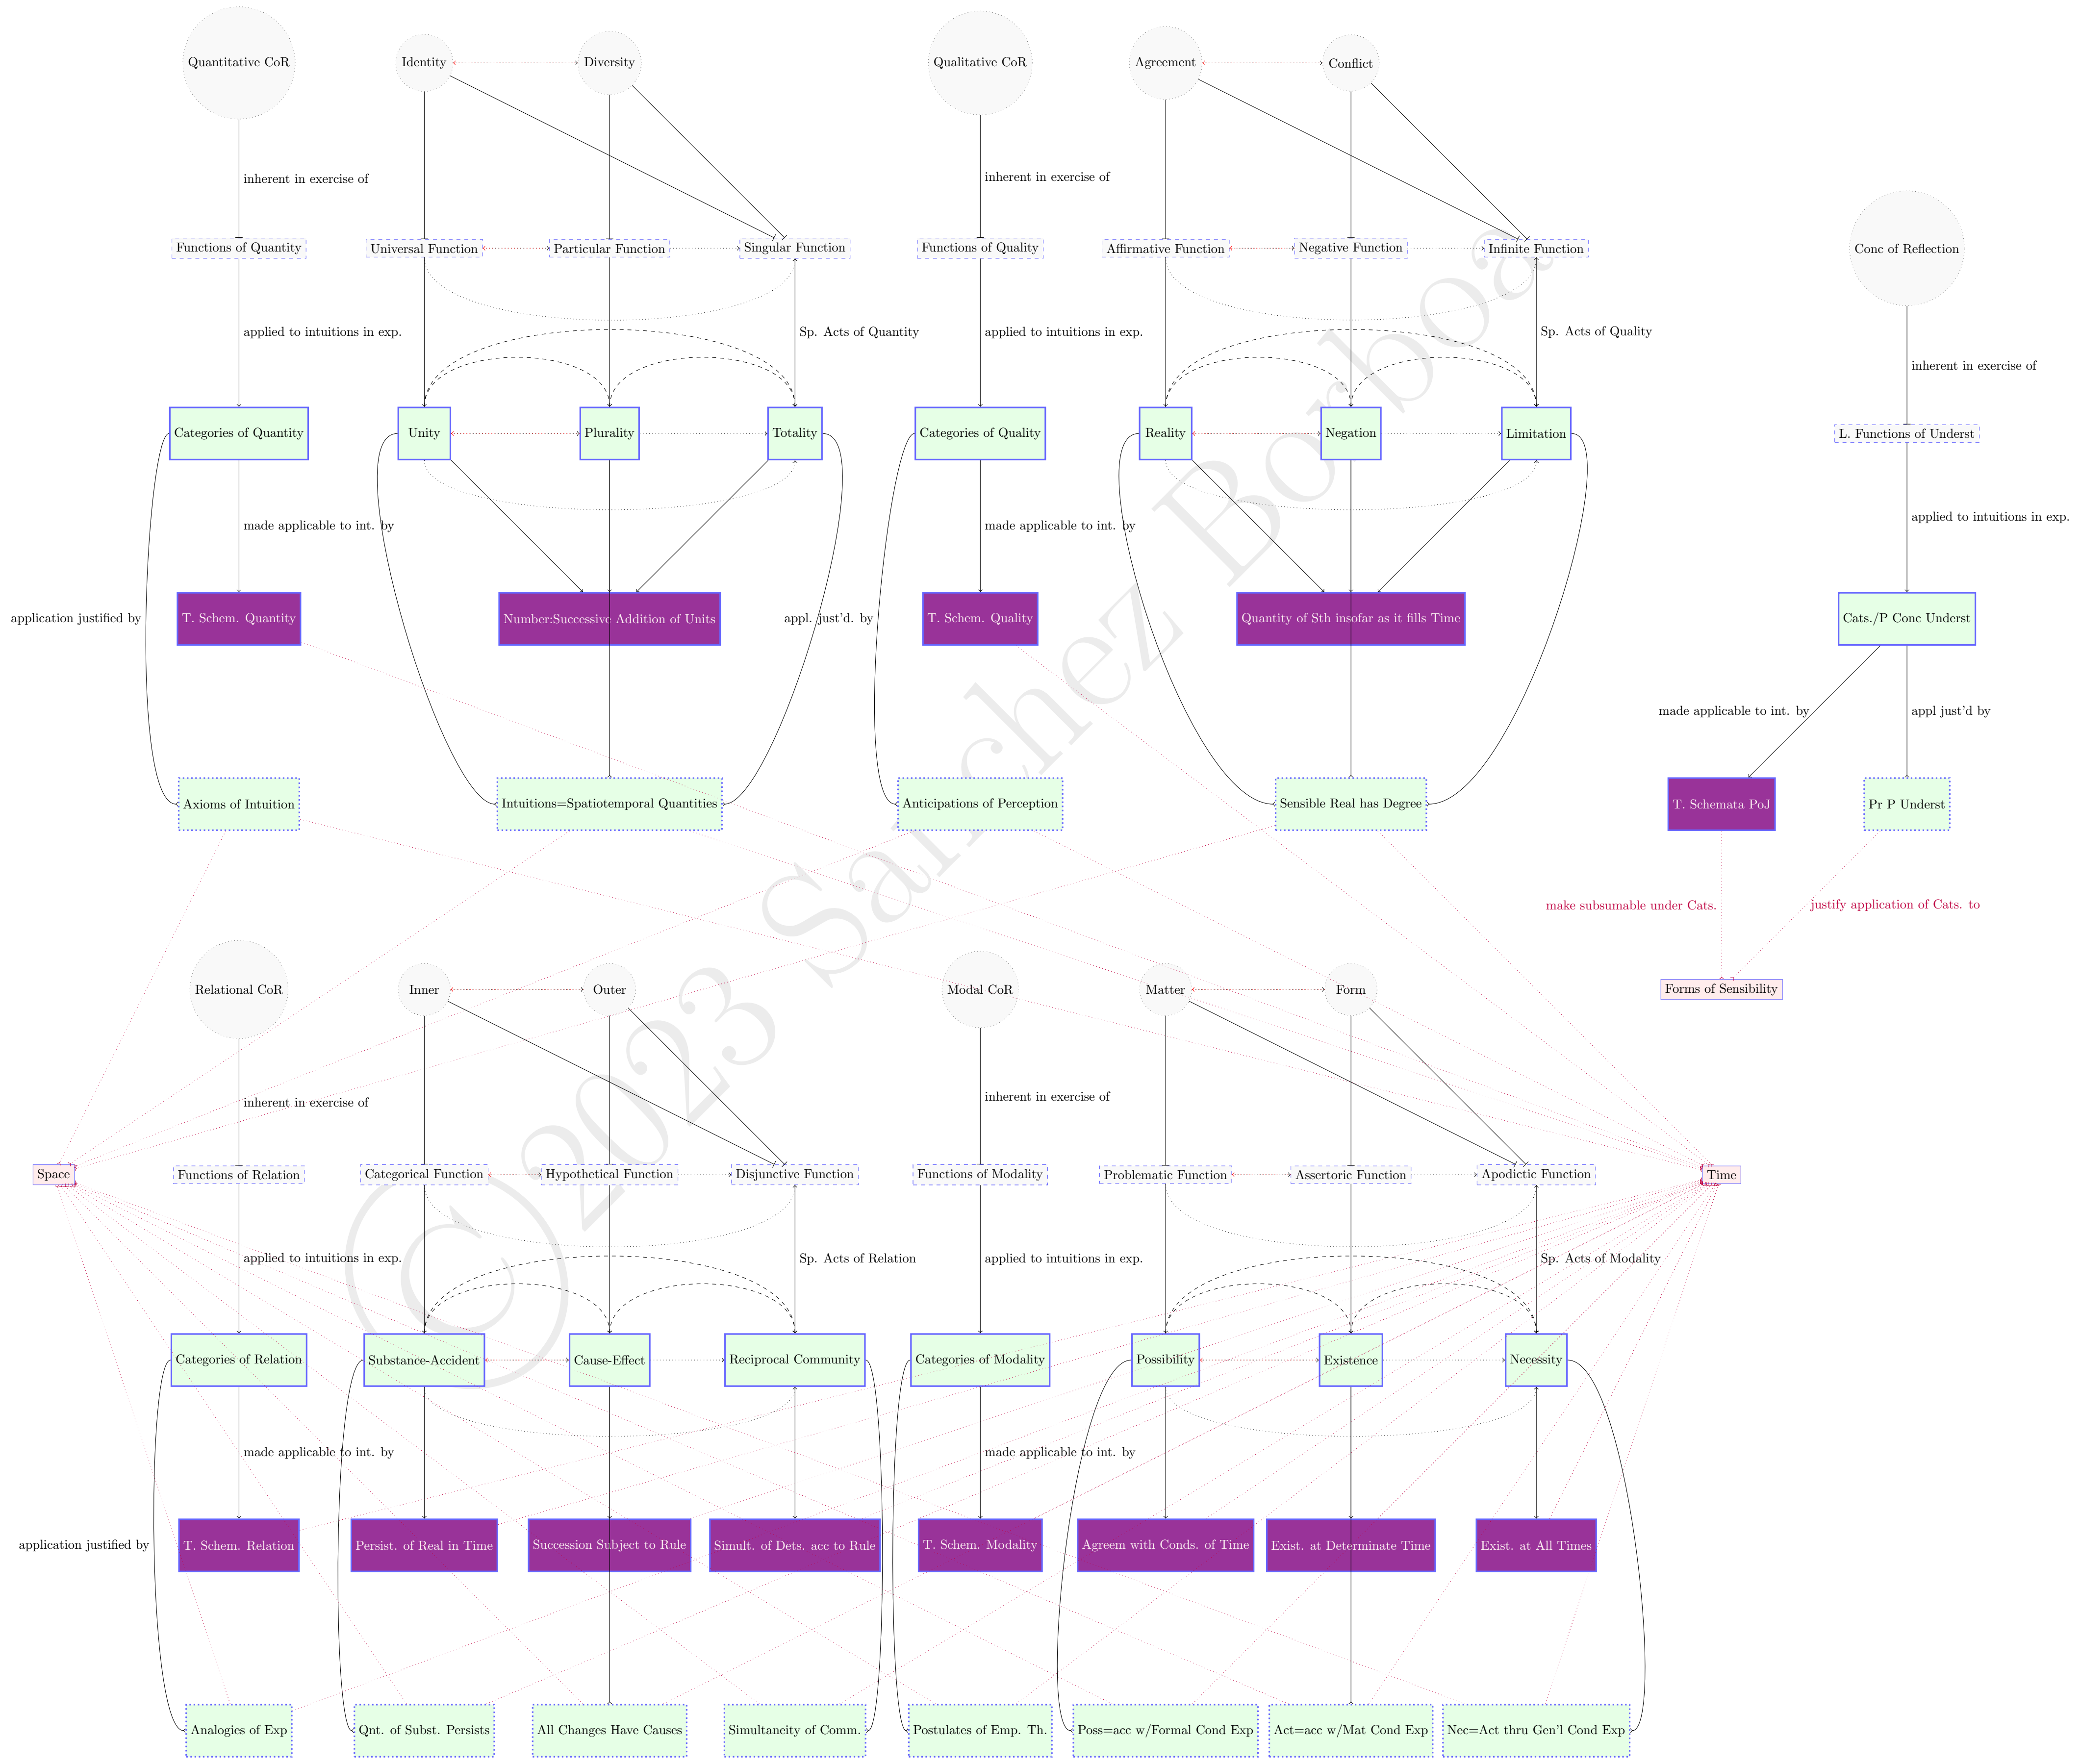 Quantitative CoR
Identity
Diversity
Qualitative CoR
Agreement
Conflict
inherent in exercise of
inherent in exercise of
Functions of Quantity
Universal Function
Particular Function
Singular Function
Functions of Quality
Affirmative Function
Negative Function
Infinite Function
Conc of Reflection
applied to intuitions in exp.
Sp. Acts of Quantity
applied to intuitions in exp.
Sp. Acts of Quality
inherent in exercise of
Categories of Quantity
Unity
Plurality
Totality
Categories of Quality
Reality
Negation
Limitation
L. Functions of Underst
made applicable to int. by
made applicable to int. by
applied to intuitions in exp.
application justified by
T. Schem. Quantity
Number:Successive Addition of Units
appl. just'd. by
T. Schem. Quality
Quantity of Sth insofar as it fills Time
Cats./P Conc Underst
made applicable to int. by
appl just'd by
Axioms of Intuition
Intuitions=Spatiotemporal Quantities
Anticipations of Perception
Sensible Real has Degree
T. Schemata PoJ
Pr P Underst
make subsumable under Cats.
justify application of Cats. to
Relational CoR
Inner
Outer
Modal CoR
Matter
Form
Forms of Sensibility
inherent in exercise of
inherent in exercise of
Space
Functions of Relation
Categorical Function
Hypothetical Function
Disjunctive Function
Functions of Modality
Problematic Function
Assertoric Function
Apodictic Function
Time
applied to intuitions in exp.
Sp. Acts of Relation
applied to intuitions in exp.
Sp. Acts of Modality
Categories of Relation
Substance-Accident
Cause-Effect
Reciprocal Community
Categories of Modality
Possibility
Existence
Necessity
made applicable to int. by
made applicable to int. by
application justified by
T. Schem. Relation
Persist. of Real in Time
Succession Subject to Rule
Simult. of Dets. acc to Rule
T. Schem. Modality
Agreem with Conds. of Time
Exist. at Determinate Time
Exist. at All Times
Analogies of Exp
Qnt. of Subst. Persists
All Changes Have Causes
Simultaneity of Comm.
Postulates of Emp. Th.
Poss=acc w/Formal Cond Exp
Act=acc w/Mat Cond Exp
Nec=Act thru Gen'l Cond Exp
©2023 Sanchez Borboa